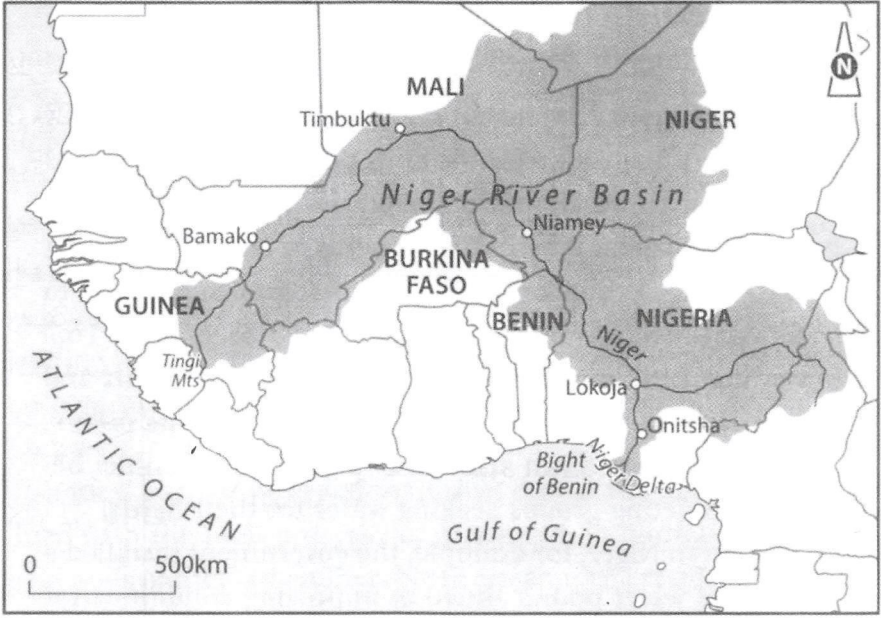 MALI
N
Timbuktu
NIGER
Niger River Basin
Bamako
Niamey
BURKINA
FASO
GUINEA
BENIN
NIGERIA
Niger
Tingi
Mts
Lokoja
Onitsha
ATLANTIC OCEAN
Bight
of Benin
Niger Delta
Gulf of Guinea
0 500km